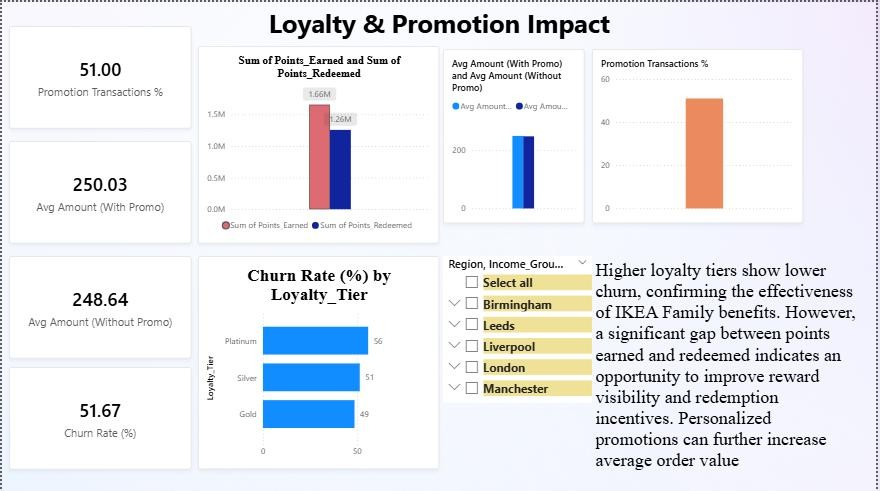 Loyalty & Promotion Impact
51.00
Promotion Transactions %
250.03
Avg Amount (With Promo)
248.64
Avg Amount (Without Promo)
51.67
Churn Rate (%)
Sum of Points_Earned and Sum of
Points_Redeemed
1.66M
1.26M
1.5M
1.0M
0.5M
0.0M
Sum of Points_Earned Sum of Points_Redeemed
Avg Amount (With Promo)
and Avg Amount (Without
Promo)
Avg Amount... Avg Amou...
200
0
Promotion Transactions %
60
40
20
0
Churn Rate (%) by
Loyalty_Tier
Loyalty_Tier
Platinum 56
Silver 51
Gold 49
0 50
Region, Income_Grou...
Select all
Birmingham
Leeds
Liverpool
London
Manchester
Higher loyalty tiers show lower
churn, confirming the effectiveness
of IKEA Family benefits. However,
a significant gap between points
earned and redeemed indicates an
opportunity to improve reward
visibility and redemption
incentives. Personalized
promotions can further increase
average order value